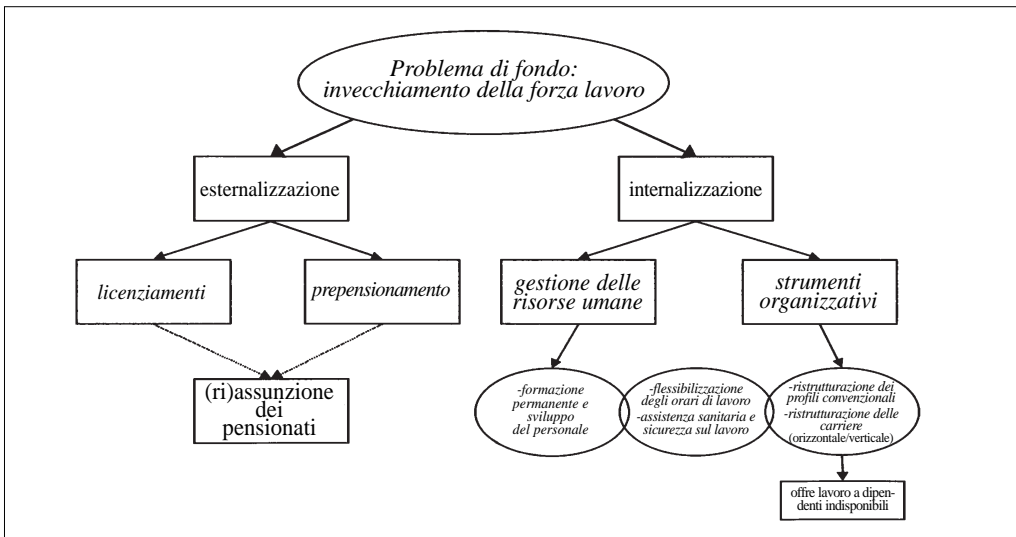 Problema di fondo:
invecchiamento della forza lavoro
esternalizzazione
internalizzazione
licenziamenti
prepensionamento
gestione delle
risorse umane
strumenti
organizzativi
(ri)assunzione
dei
pensionati
-formazione
permanente e
sviluppo
del personale
-flessibilizzazione
degli orari di lavoro
-assistenza sanitaria e
sicurezza sul lavoro
-ristrutturazione dei
profili convenzionali
-ristrutturazione delle
carriere
(orizzontale/verticale)
offre lavoro a dipen-
denti indisponibili